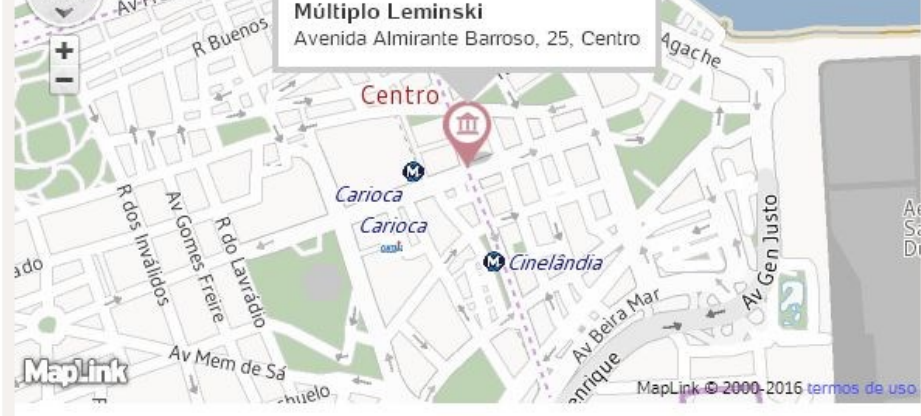 Múltiplo Leminski
Avenida Almirante Barroso, 25, Centro
R Buenos
Agache
Centro
Carioca
Carioca
Cinelândia
R dos Inválidos
Av Gomes Freire
R do Lavrádio
Av Gen Justo
Av Beira Mar
Av Mem de Sá
MapLink
MapLink © 2000-2016 termos de uso